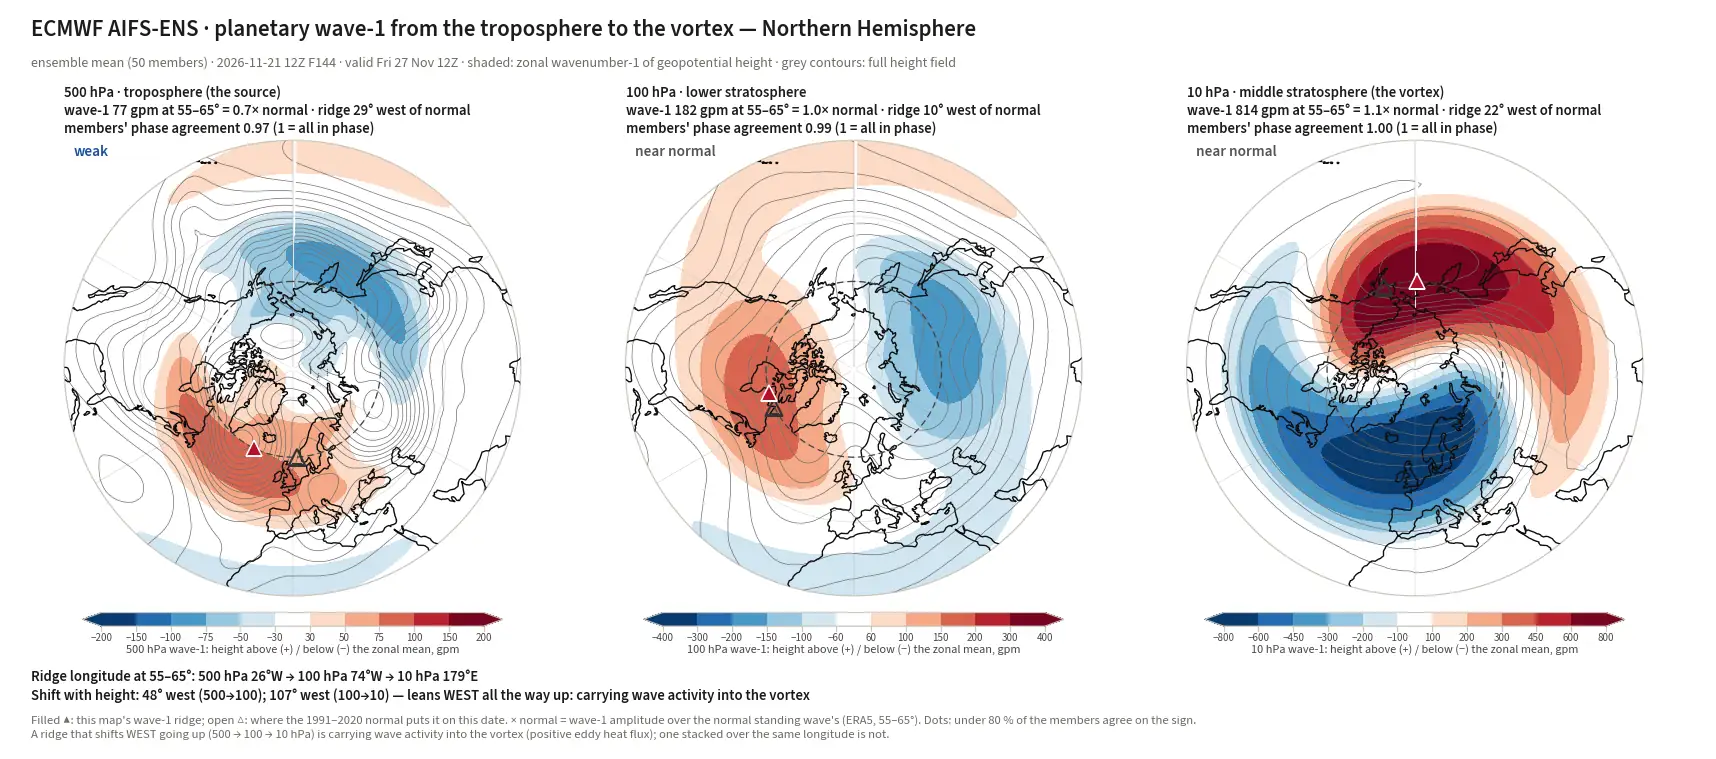 ECMWF AIFS-ENS · planetary wave-1 from the troposphere to the vortex — Northern Hemisphere
ensemble mean (50 members) · 2026-11-21 12Z F144 · valid Fri 27 Nov 12Z · shaded: zonal wavenumber-1 of geopotential height · grey contours: full height field
500 hPa · troposphere (the source)
wave-1 77 gpm at 55–65° = 0.7× normal · ridge 29° west of normal
members' phase agreement 0.97 (1 = all in phase)
weak
100 hPa · lower stratosphere
wave-1 182 gpm at 55–65° = 1.0× normal · ridge 10° west of normal
members' phase agreement 0.99 (1 = all in phase)
near normal
10 hPa · middle stratosphere (the vortex)
wave-1 814 gpm at 55–65° = 1.1× normal · ridge 22° west of normal
members' phase agreement 1.00 (1 = all in phase)
near normal
−200 −150 −100 −75 −50 −30 30 50 75 100 150 200
500 hPa wave-1: height above (+) / below (−) the zonal mean, gpm
−400 −300 −200 −150 −100 −60 60 100 150 200 300 400
100 hPa wave-1: height above (+) / below (−) the zonal mean, gpm
−800 −600 −450 −300 −200 −100 100 200 300 450 600 800
10 hPa wave-1: height above (+) / below (−) the zonal mean, gpm
Ridge longitude at 55–65°: 500 hPa 26°W → 100 hPa 74°W → 10 hPa 179°E
Shift with height: 48° west (500→100); 107° west (100→10) — leans WEST all the way up: carrying wave activity into the vortex
Filled ▲: this map's wave-1 ridge; open △: where the 1991–2020 normal puts it on this date. × normal = wave-1 amplitude over the normal standing wave's (ERA5, 55–65°). Dots: under 80 % of the members agree on the sign.
A ridge that shifts WEST going up (500 → 100 → 10 hPa) is carrying wave activity into the vortex (positive eddy heat flux); one stacked over the same longitude is not.